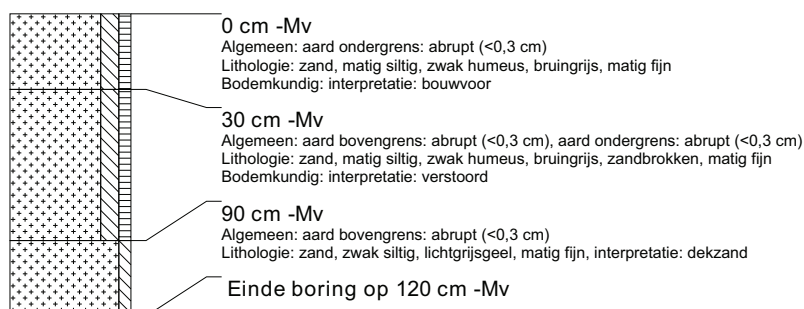 0 cm -Mv
Algemeen: aard ondergrens: abrupt (<0,3 cm)
Lithologie: zand, matig siltig, zwak humeus, bruingrijs, matig fijn
Bodemkundig: interpretatie: bouwvoor
30 cm -Mv
Algemeen: aard bovengrens: abrupt (<0,3 cm), aard ondergrens: abrupt (<0,3 cm)
Lithologie: zand, matig siltig, zwak humeus, bruingrijs, zandbrokken, matig fijn
Bodemkundig: interpretatie: verstoord
90 cm -Mv
Algemeen: aard bovengrens: abrupt (<0,3 cm)
Lithologie: zand, zwak siltig, lichtgrijsgeel, matig fijn, interpretatie: dekzand
Einde boring op 120 cm -Mv